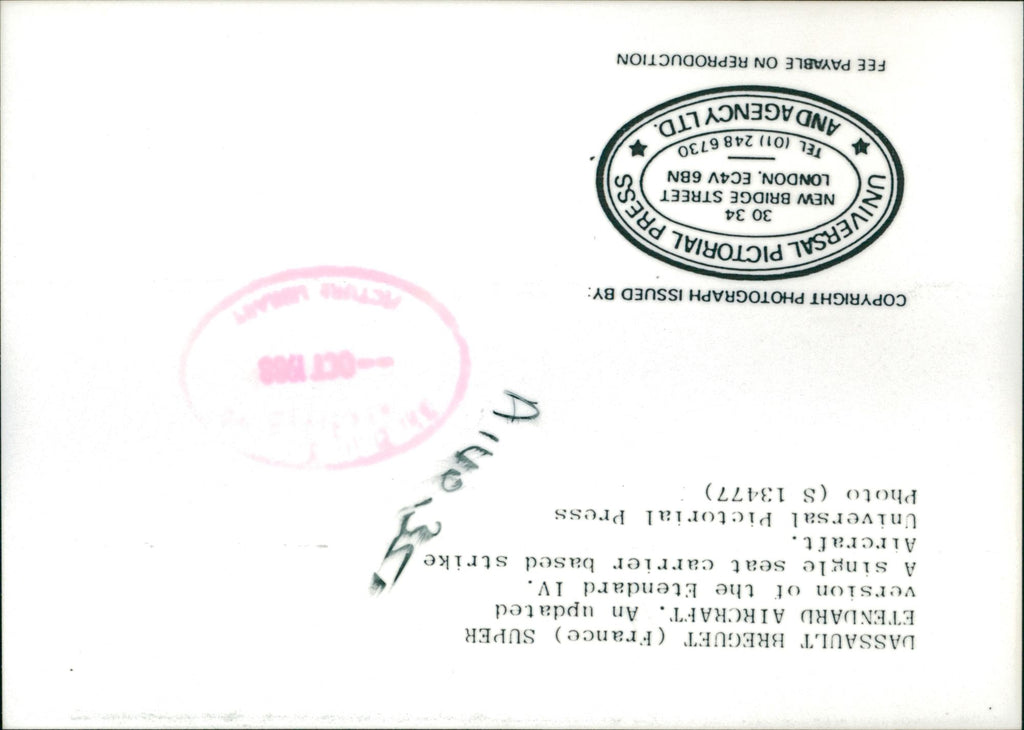 DASSAULT BREGUET (France) SUPER
ETENDARD AIRCRAFT. An updated
version of the Etendard IV.
A single seat carrier based strike
Aircraft.
Universal Pictorial Press
Photo (S 13477)
OCT 1988
PICTURE LIBRARY
COPYRIGHT PHOTOGRAPH ISSUED BY:
UNIVERSAL PICTORIAL PRESS
30 34
NEW BRIDGE STREET
LONDON, EC4V 6BN
TEL (01) 248 6730
AND AGENCY LTD.
FEE PAYABLE ON REPRODUCTION